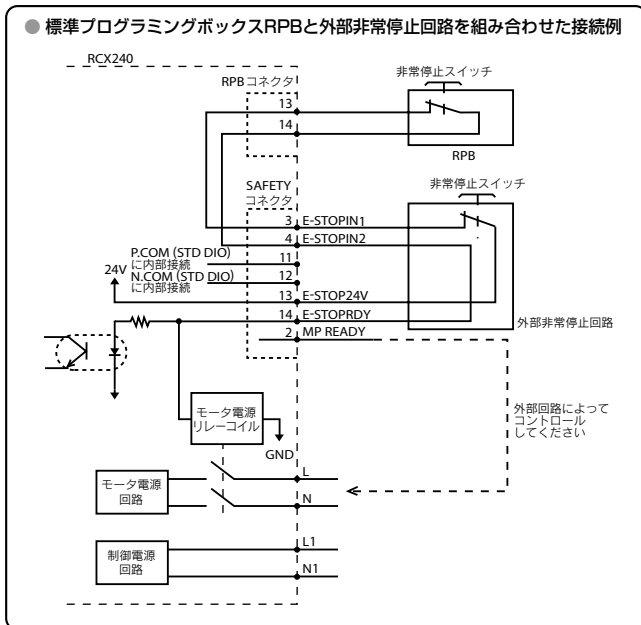 ● 標準プログラミングボックスRPBと外部非常停止回路を組み合わせた接続例
RCX240
RPBコネクタ
非常停止スイッチ
13
14
RPB
SAFETY
コネクタ
非常停止スイッチ
3 E-STOPIN1
4 E-STOPIN2
P.COM (STD DIO)
に内部接続
11
24V
N.COM (STD DIO)
に内部接続
12
13 E-STOP24V
14 E-STOPRDY
外部非常停止回路
2 MP READY
モータ電源
リレーコイル
GND
外部回路によって
コントロール
してください
モータ電源
回路
L
N
制御電源
回路
L1
N1